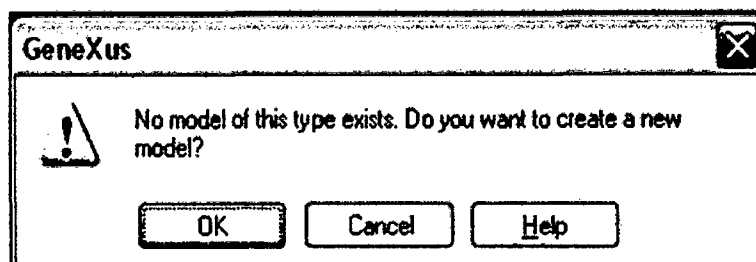 GeneXus
No model of this type exists. Do you want to create a new
model?
OK Cancel Help